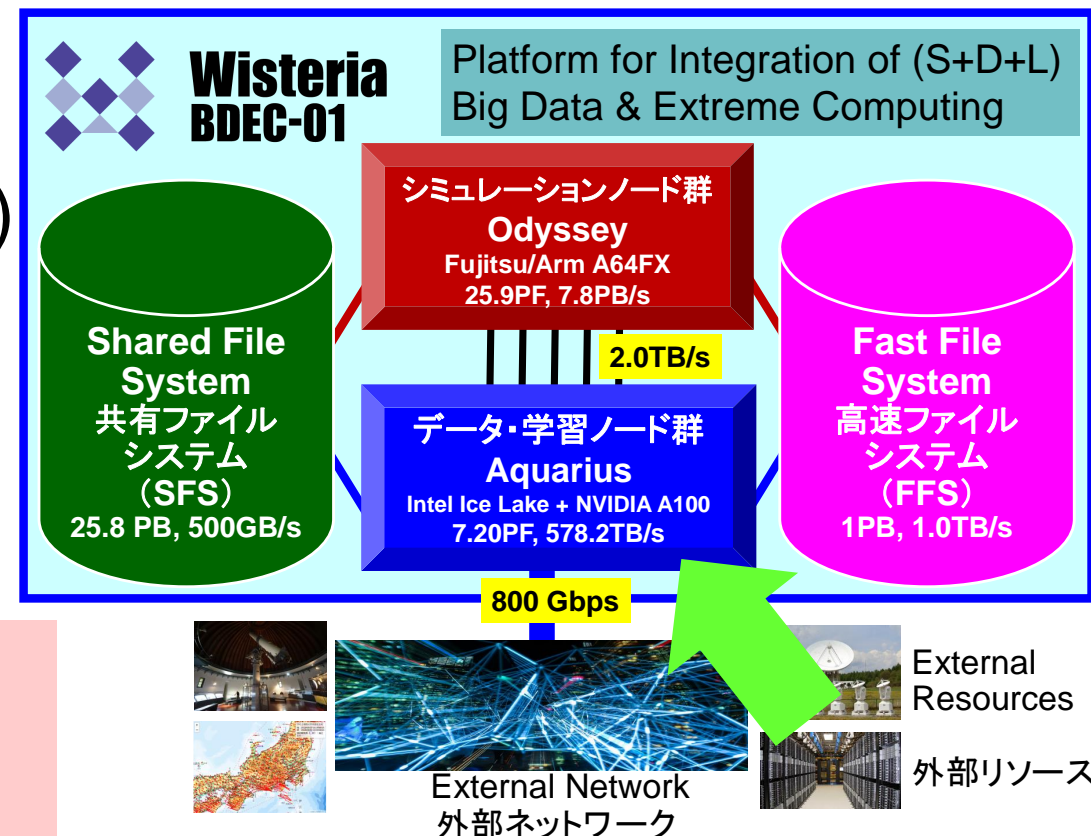 Wisteria
BDEC-01
Platform for Integration of (S+D+L)
Big Data & Extreme Computing
)
シミュレーションノード群
Odyssey
Fujitsu/Arm A64FX
25.9PF, 7.8PB/s
2.0TB/s
Shared File
System
共有ファイル
システム
（SFS）
25.8 PB, 500GB/s
データ・学習ノード群
Aquarius
Intel Ice Lake + NVIDIA A100
7.20PF, 578.2TB/s
Fast File
System
高速ファイル
システム
（FFS）
1PB, 1.0TB/s
800 Gbps
External
Resources
外部リソース
External Network
外部ネットワーク